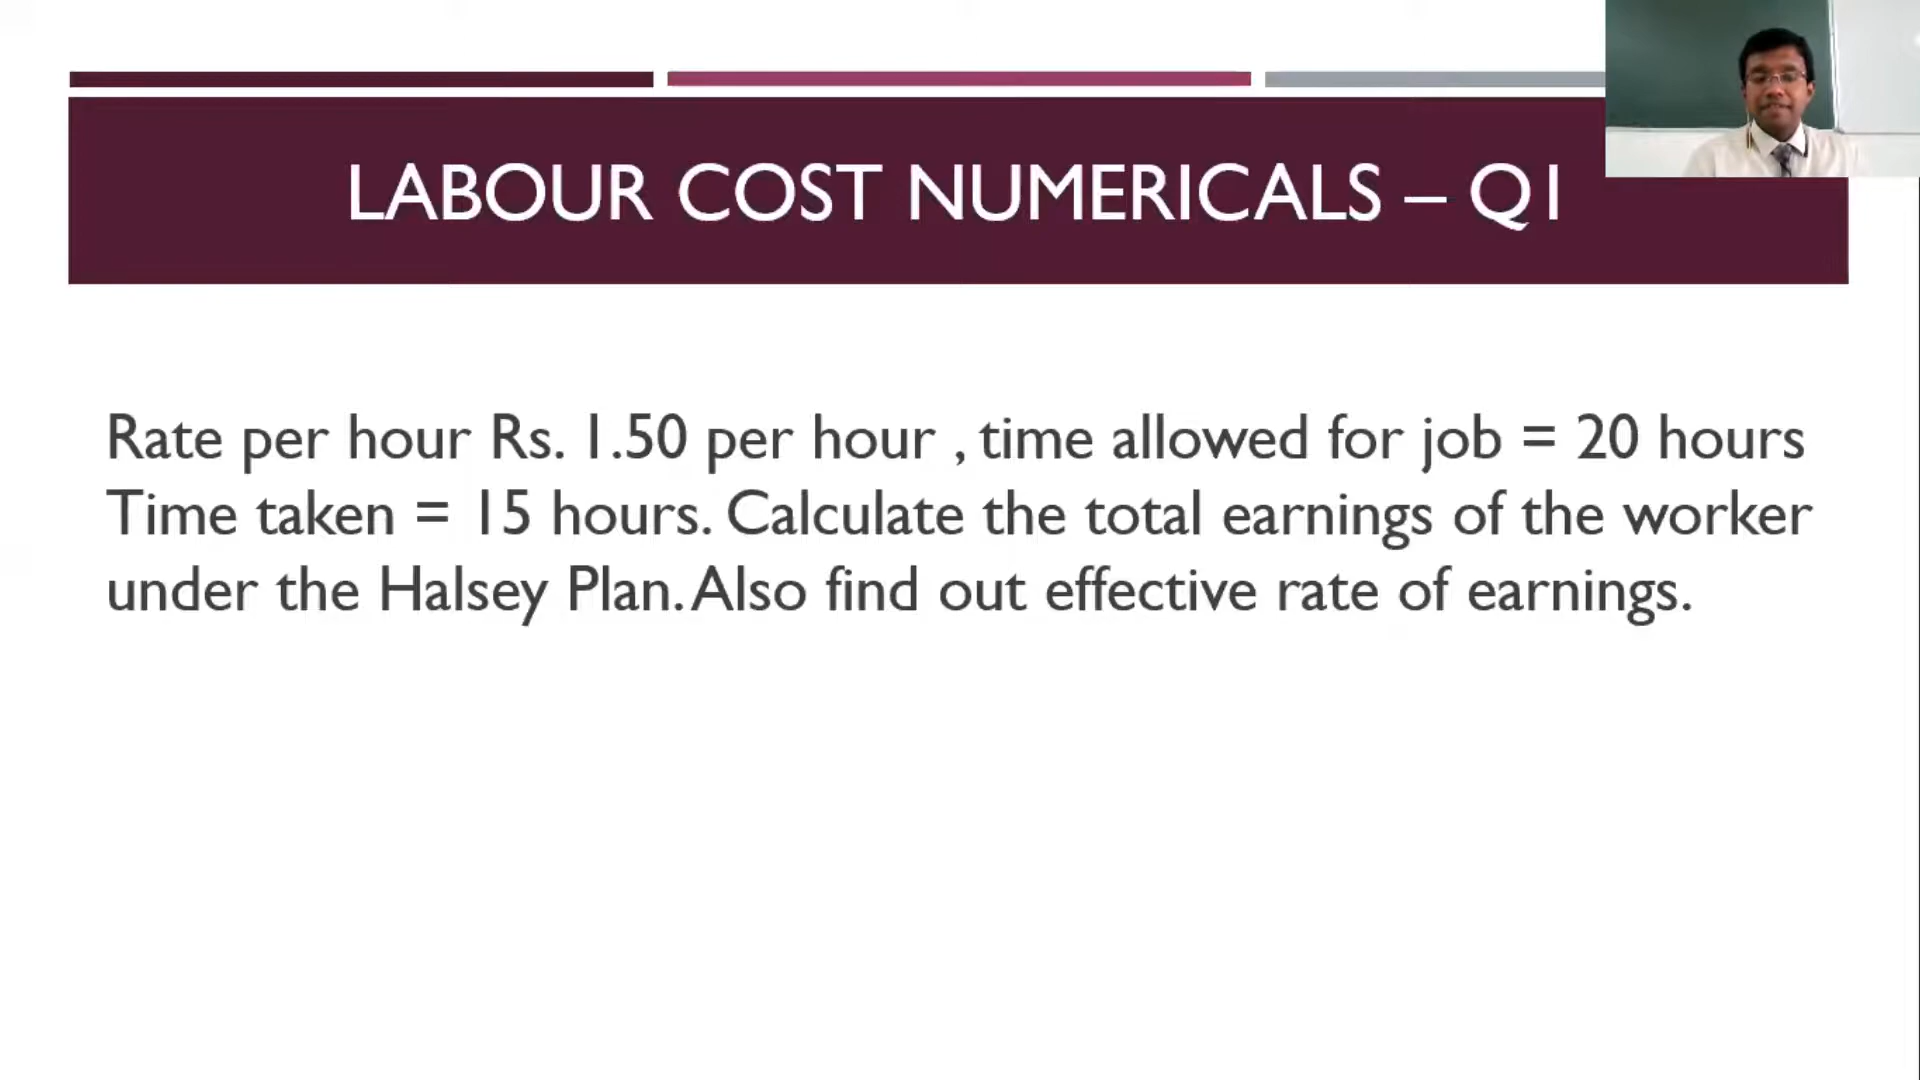 LABOUR COST NUMERICALS – Q1
Rate per hour Rs. 1.50 per hour , time allowed for job = 20 hours
Time taken = 15 hours. Calculate the total earnings of the worker
under the Halsey Plan. Also find out effective rate of earnings.